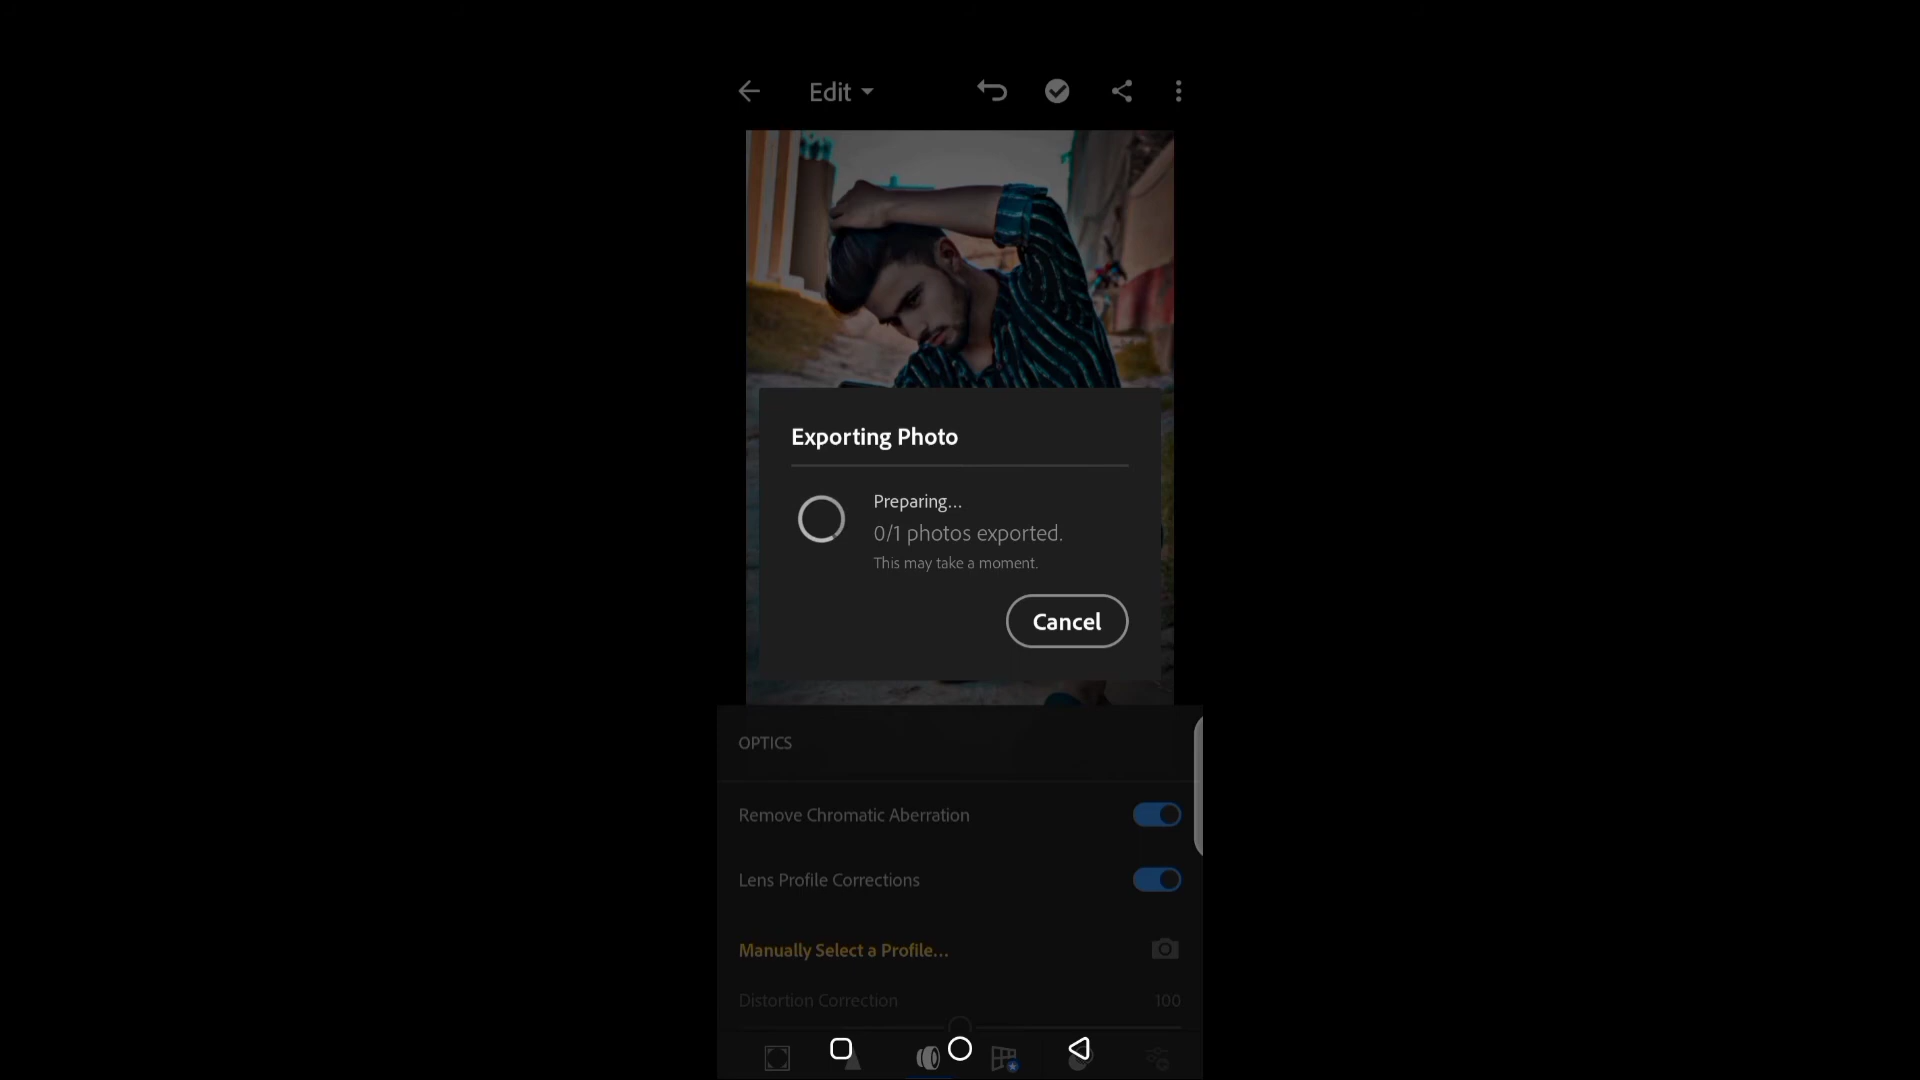 Edit
Exporting Photo
Preparing...
0/1 photos exported.
This may take a moment.
Cancel
OPTICS
Remove Chromatic Aberration
Lens Profile Corrections
Manually Select a Profile...
Distortion Correction 100